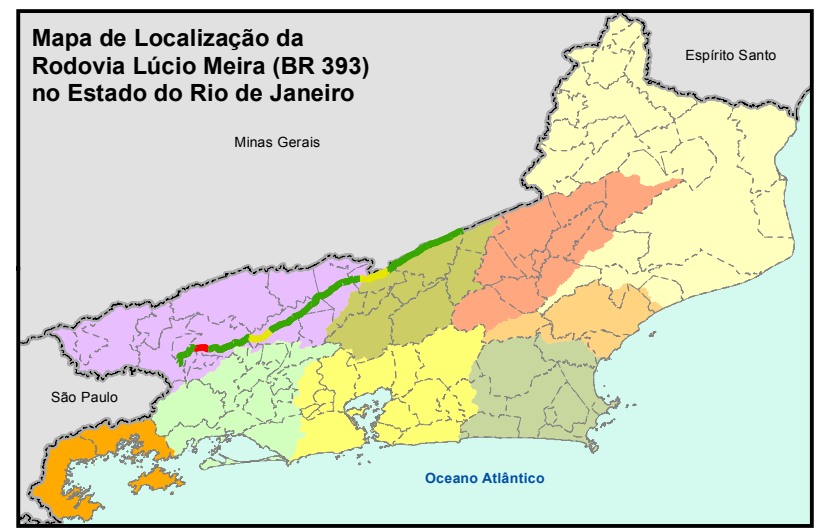 Mapa de Localização da
Rodovia Lúcio Meira (BR 393)
no Estado do Rio de Janeiro
Espírito Santo
Minas Gerais
São Paulo
Oceano Atlântico